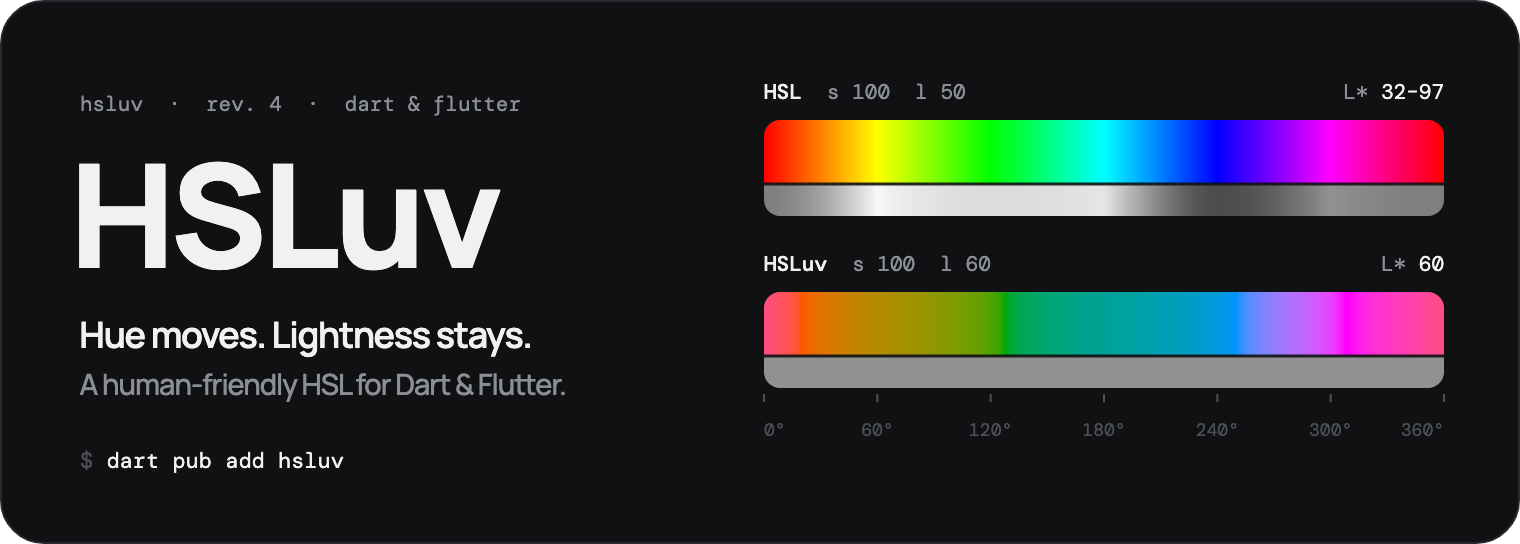 hsluv · rev. 4 · dart & flutter
HSLuv
Hue moves. Lightness stays.
A human-friendly HSL for Dart & Flutter.
$ dart pub add hsluv
HSL s 100 l 50 L* 32–97
HSLuv s 100 l 60 L* 60
0° 60° 120° 180° 240° 300° 360°